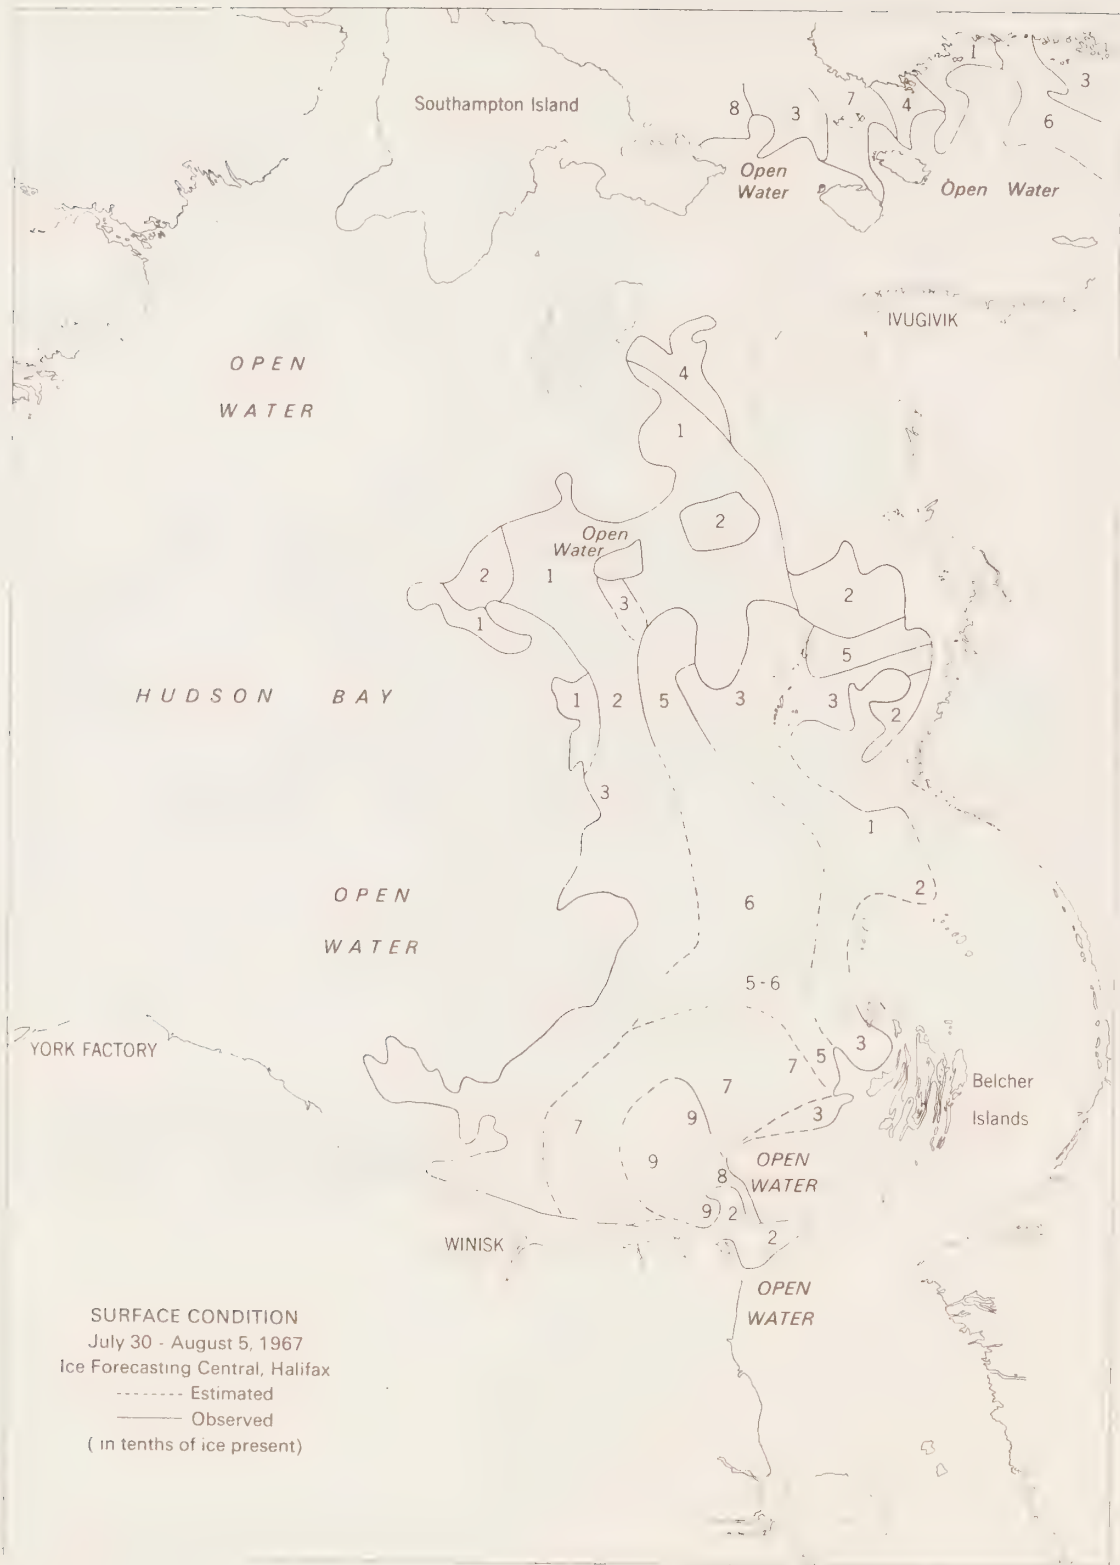 1
3
7
Southampton Island
8
3
4
6
Open
Water
Open Water
IVUGIVIK
OPEN
WATER
4
1
2
Open
Water
2
1
3
2
1
5
HUDSON BAY
1
2
5
3
3
2
3
1
OPEN
WATER
2
6
5-6
YORK FACTORY
3
5
7
7
Belcher
Islands
9
3
7
9
OPEN
WATER
8
9
2
2
WINISK
OPEN
WATER
SURFACE CONDITION
July 30 - August 5, 1967
Ice Forecasting Central, Halifax
-------- Estimated
——— Observed
( in tenths of ice present)